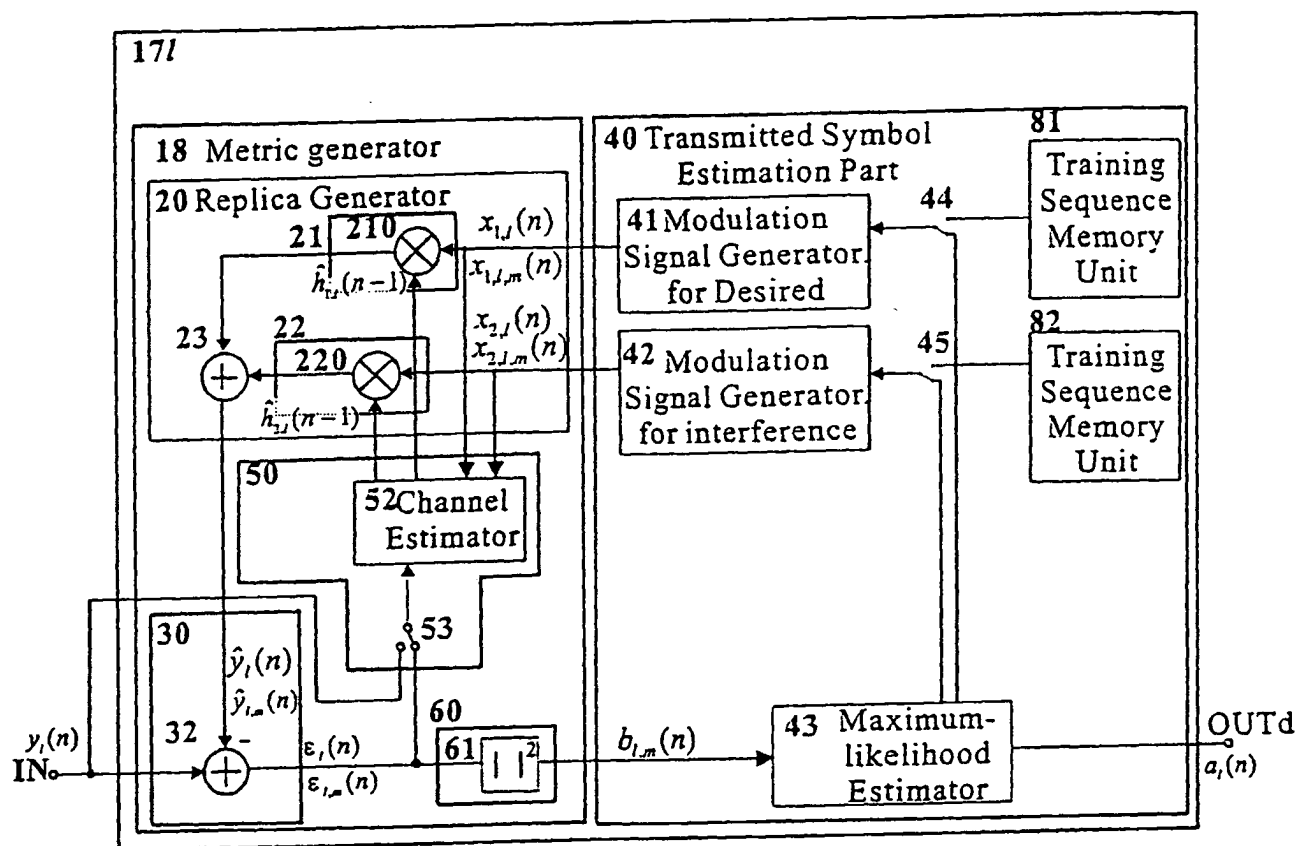 17l
18 Metric generator
20 Replica Generator
21
210
x₁,ₗ(n)
x₁,ₗ,ₘ(n)
ĥ₁,ₗ(n−1)
x₂,ₗ(n)
x₂,ₗ,ₘ(n)
22
23
220
ĥ₂,ₗ(n−1)
50
52 Channel
Estimator
53
30
ŷₗ(n)
ŷₗ,ₘ(n)
32
-
yₗ(n)
IN
εₗ(n)
εₗ,ₘ(n)
60
61
| |²
bₗ,ₘ(n)
40 Transmitted Symbol
Estimation Part
41 Modulation
Signal Generator.
for Desired
44
42 Modulation
Signal Generator.
for interference
45
81
Training
Sequence
Memory
Unit
82
Training
Sequence
Memory
Unit
43 Maximum-
likelihood
Estimator
OUTd
aₗ(n)